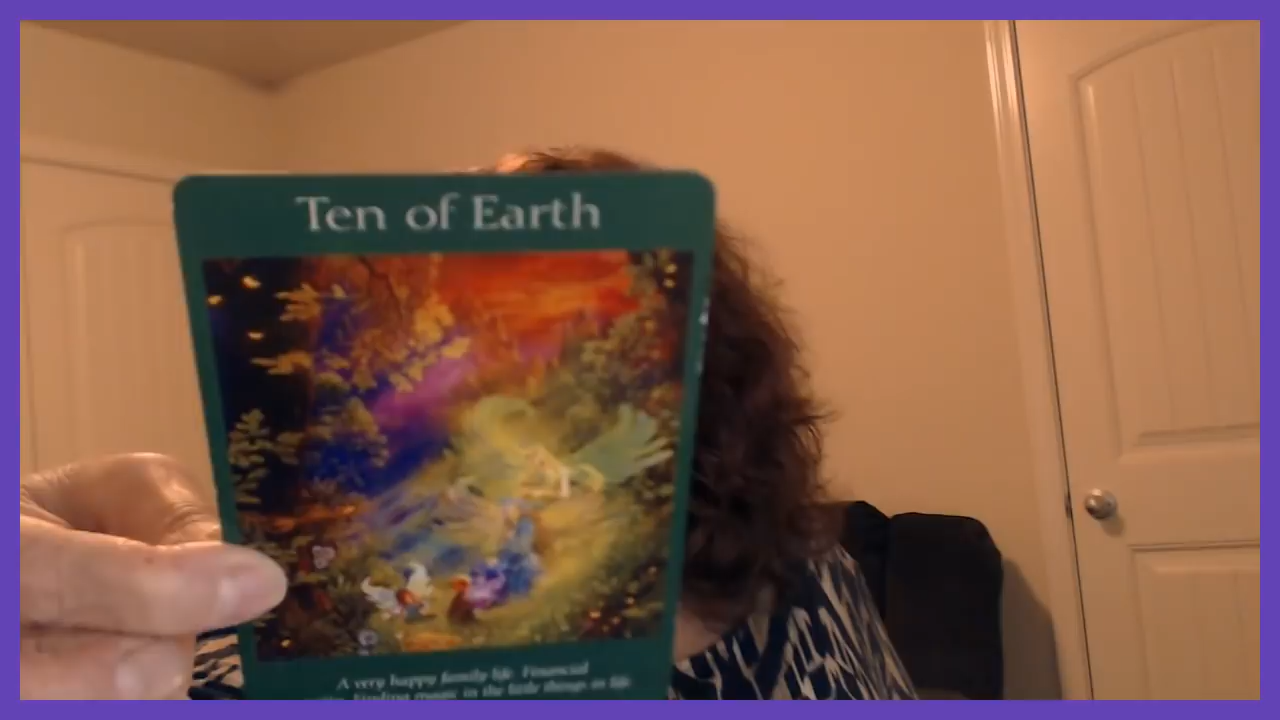 Ten of Earth
A very happy family life. Financial
Finding magic in the little things in life.